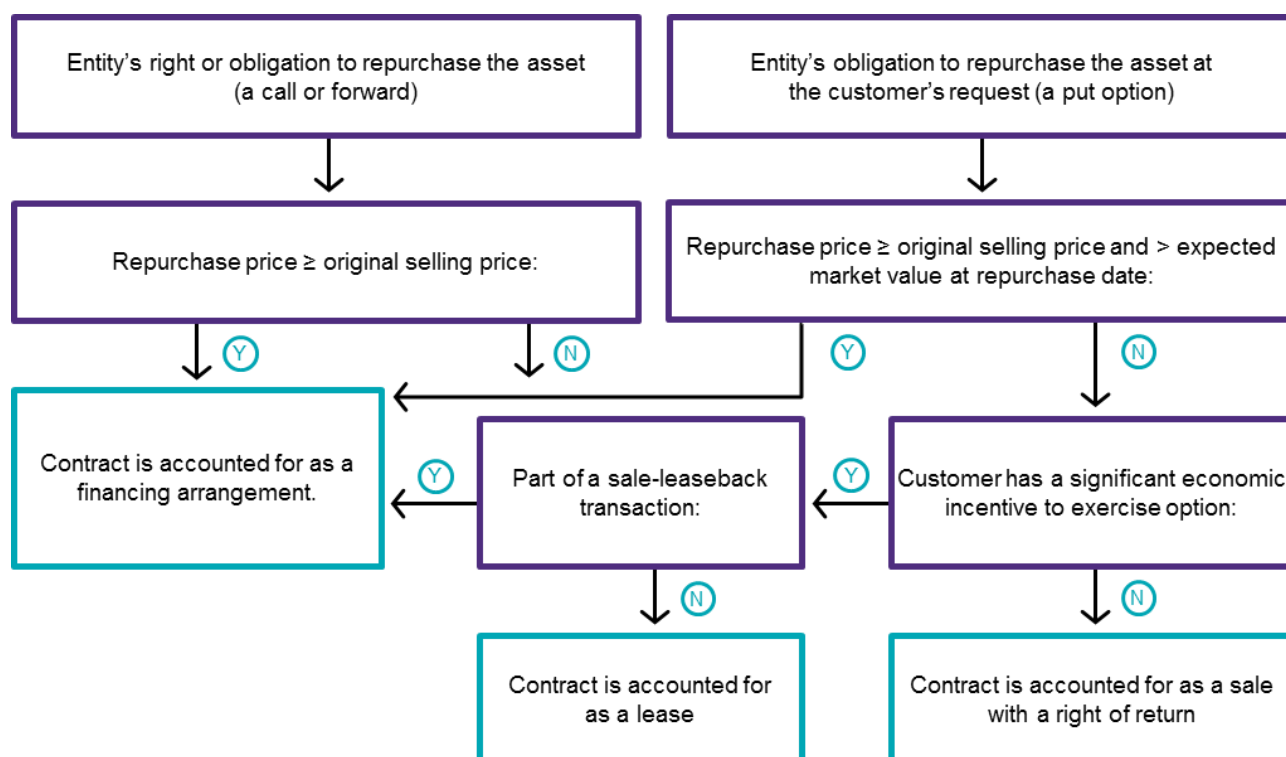 Entity’s right or obligation to repurchase the asset
(a call or forward)
Entity’s obligation to repurchase the asset at
the customer’s request (a put option)
Repurchase price ≥ original selling price:
Repurchase price ≥ original selling price and > expected
market value at repurchase date:
Y
N
Y
N
Contract is accounted for as a
financing arrangement.
Y
Part of a sale-leaseback
transaction:
Y
Customer has a significant economic
incentive to exercise option:
N
N
Contract is accounted for
as a lease
Contract is accounted for as a sale
with a right of return